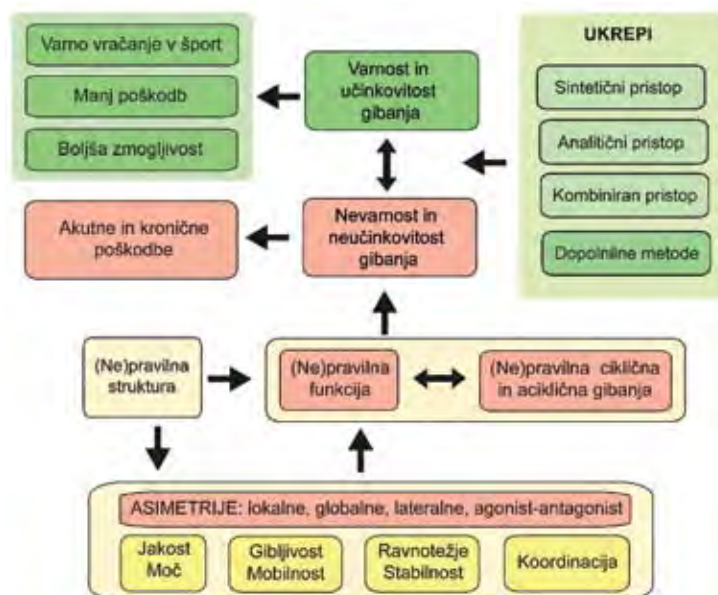 Varno vračanje v šport
Manj poškodb
Boljša zmogljivost
Varnost in
učinkovitost
gibanja
UKREPI
Sintetični pristop
Analitični pristop
Kombiniran pristop
Dopolnilne metode
Akutne in kronične
poškodbe
Nevarnost in
neučinkovitost
gibanja
(Ne)pravilna
struktura
(Ne)pravilna
funkcija
(Ne)pravilna ciklična
in aciklična gibanja
ASIMETRIJE: lokalne, globalne, lateralne, agonist-antagonist
Jakost
Moč
Gibljivost
Mobilnost
Ravnotežje
Stabilnost
Koordinacija